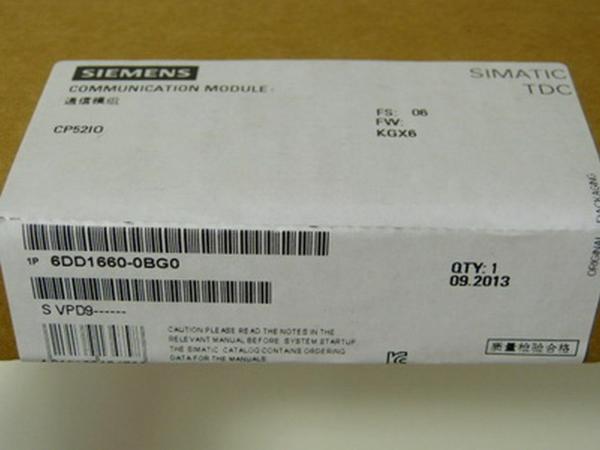 SIEMENS
SIMATIC
TDC
COMMUNICATION MODULE
通信模组
CP52IO
FS: 06
FW:
KGX6
ORIGINAL PACKAGING
1P 6DD1660-0BG0
QTY: 1
09.2013
S VPD9------
CAUTION PLEASE READ THE NOTES IN THE
RELEVANT MANUAL BEFORE SYSTEM STARTUP
THE SIMATIC CATALOG CONTAINS ORDERING
DATA FOR THE MANUALS
质量检验合格